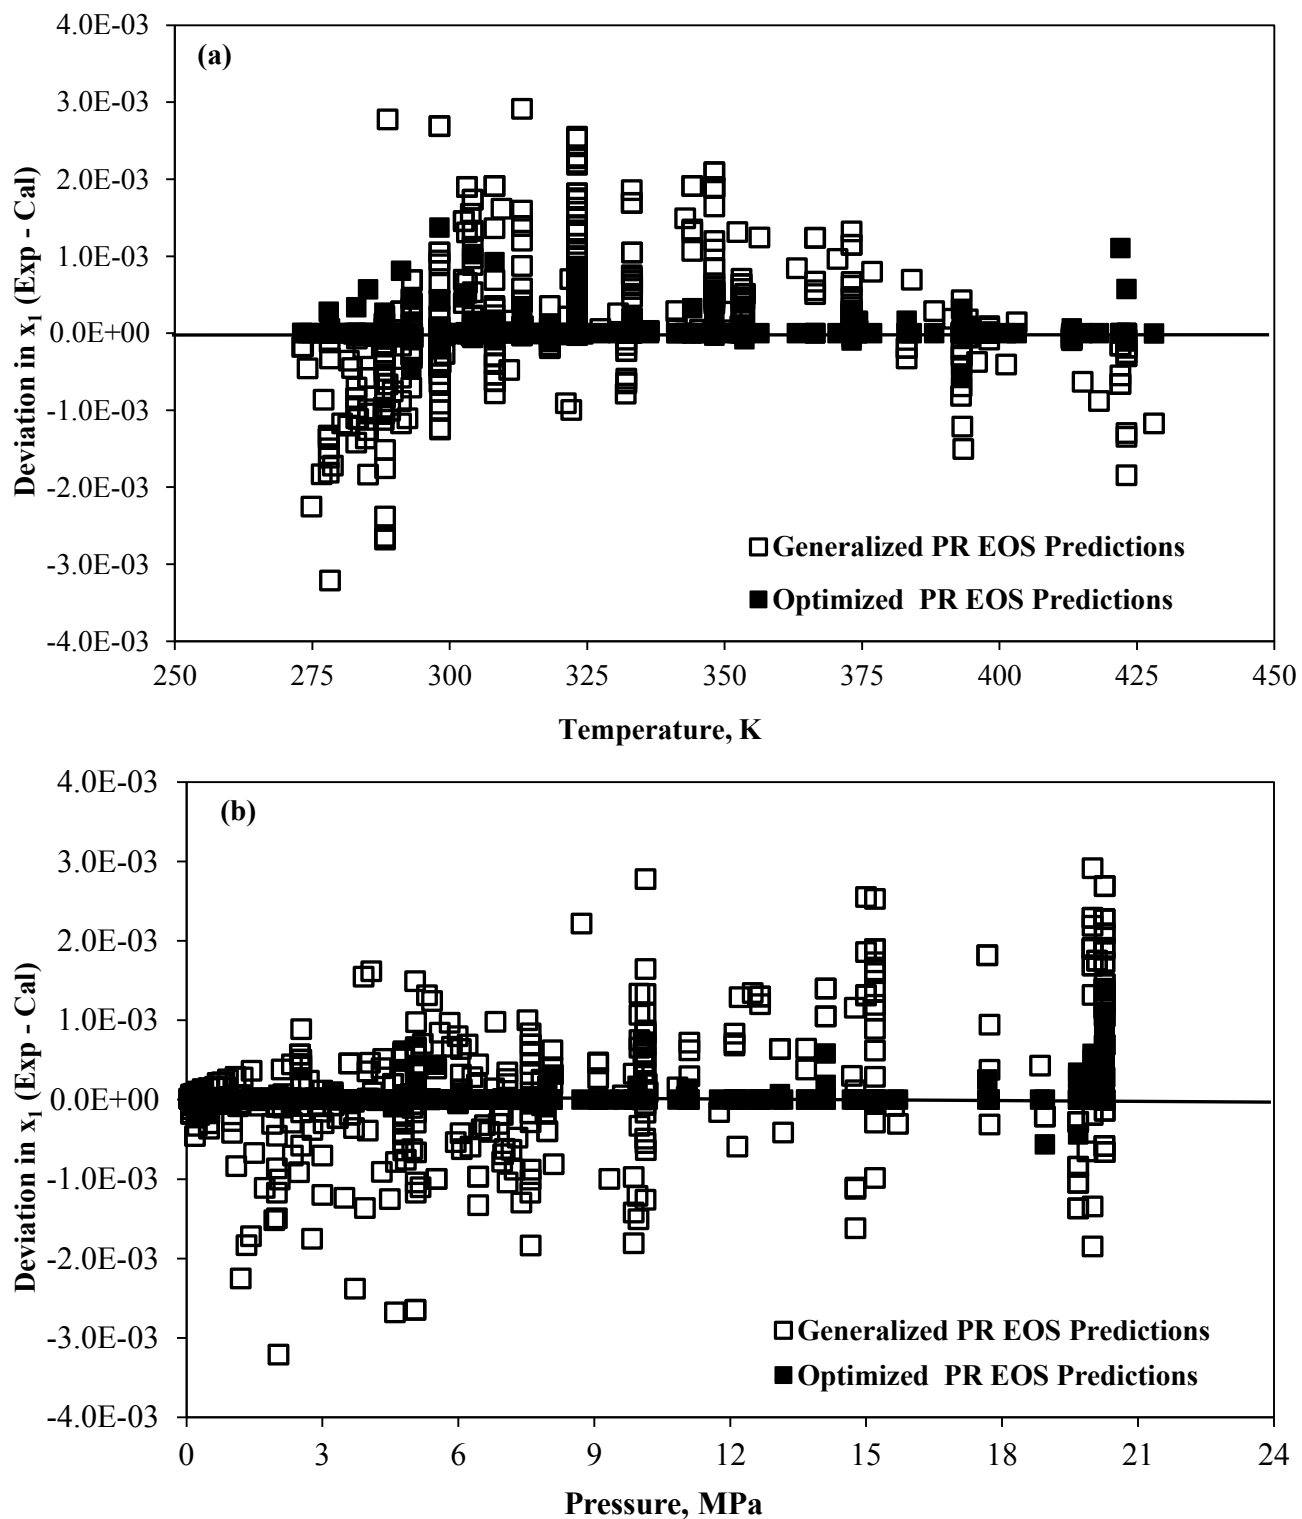 4.0E-03
(a)
3.0E-03
2.0E-03
1.0E-03
0.0E+00
-1.0E-03
-2.0E-03
-3.0E-03
-4.0E-03
Deviation in x₁ (Exp - Cal)
Generalized PR EOS Predictions
Optimized PR EOS Predictions
250 275 300 325 350 375 400 425 450
Temperature, K
4.0E-03
(b)
3.0E-03
2.0E-03
1.0E-03
0.0E+00
-1.0E-03
-2.0E-03
-3.0E-03
-4.0E-03
Deviation in x₁ (Exp - Cal)
Generalized PR EOS Predictions
Optimized PR EOS Predictions
0 3 6 9 12 15 18 21 24
Pressure, MPa